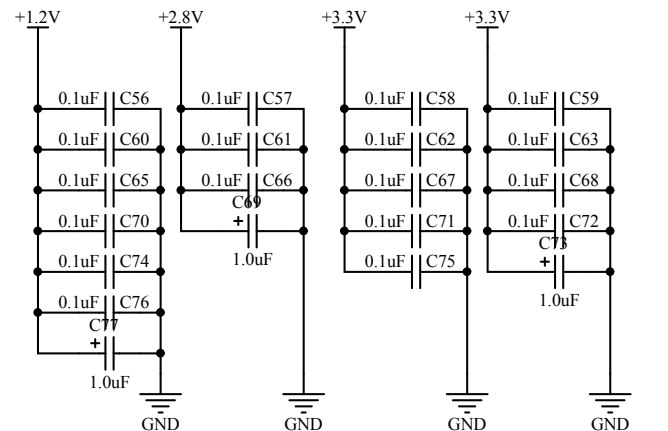 +1.2V +2.8V +3.3V +3.3V
0.1uF C56 0.1uF C57 0.1uF C58 0.1uF C59
0.1uF C60 0.1uF C61 0.1uF C62 0.1uF C63
0.1uF C65 0.1uF C66 0.1uF C67 0.1uF C68
C69
0.1uF C70 + 0.1uF C71 0.1uF C72
C73
1.0uF
0.1uF C74 0.1uF C75 +
1.0uF
0.1uF C76
C77
+
1.0uF
GND GND GND GND